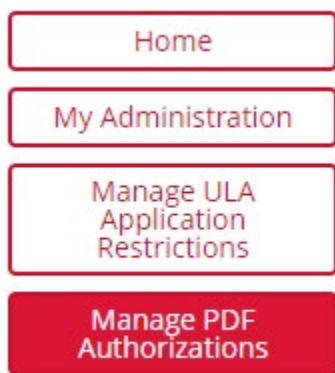 Home
My Administration
Manage ULA
Application
Restrictions
Manage PDF
Authorizations